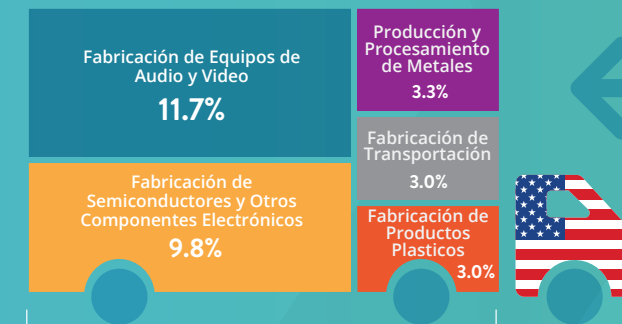 Fabricación de Equipos de
Audio y Video
11.7%
Fabricación de
Semiconductores y Otros
Componentes Electrónicos
9.8%
Producción y
Procesamiento
de Metales
3.3%
Fabricación de
Transportación
3.0%
Fabricación de
Productos
Plasticos
3.0%